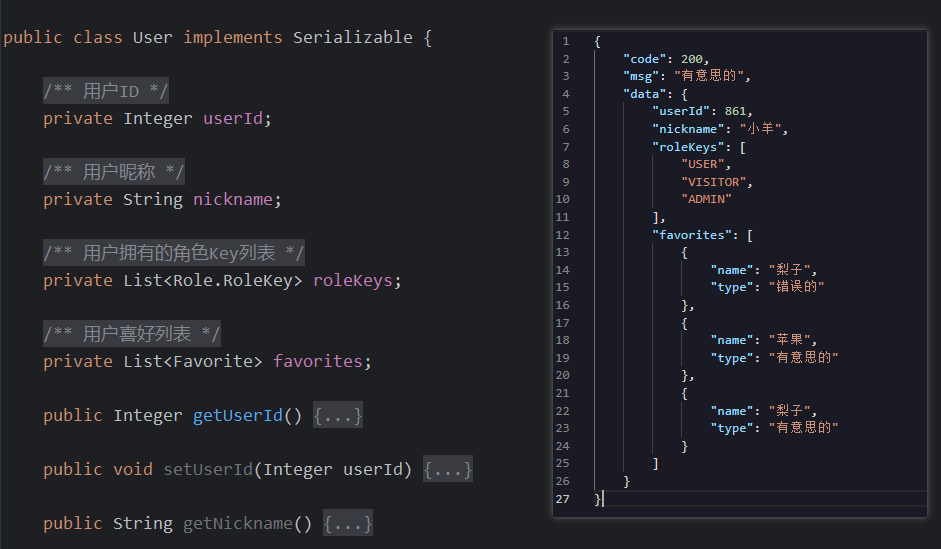 public class User implements Serializable {
/** 用户ID */
private Integer userId;
/** 用户昵称 */
private String nickname;
/** 用户拥有的角色Key列表 */
private List<Role.RoleKey> roleKeys;
/** 用户喜好列表 */
private List<Favorite> favorites;
public Integer getUserId() {...}
public void setUserId(Integer userId) {...}
public String getNickname() {...}
1 {
2 "code": 200,
3 "msg": "有意思的",
4 "data": {
5 "userId": 861,
6 "nickname": "小羊",
7 "roleKeys": [
8 "USER",
9 "VISITOR",
10 "ADMIN"
11 ],
12 "favorites": [
13 {
14 "name": "梨子",
15 "type": "错误的"
16 },
17 {
18 "name": "苹果",
19 "type": "有意思的"
20 },
21 {
22 "name": "梨子",
23 "type": "有意思的"
24 }
25 ]
26 }
27 }